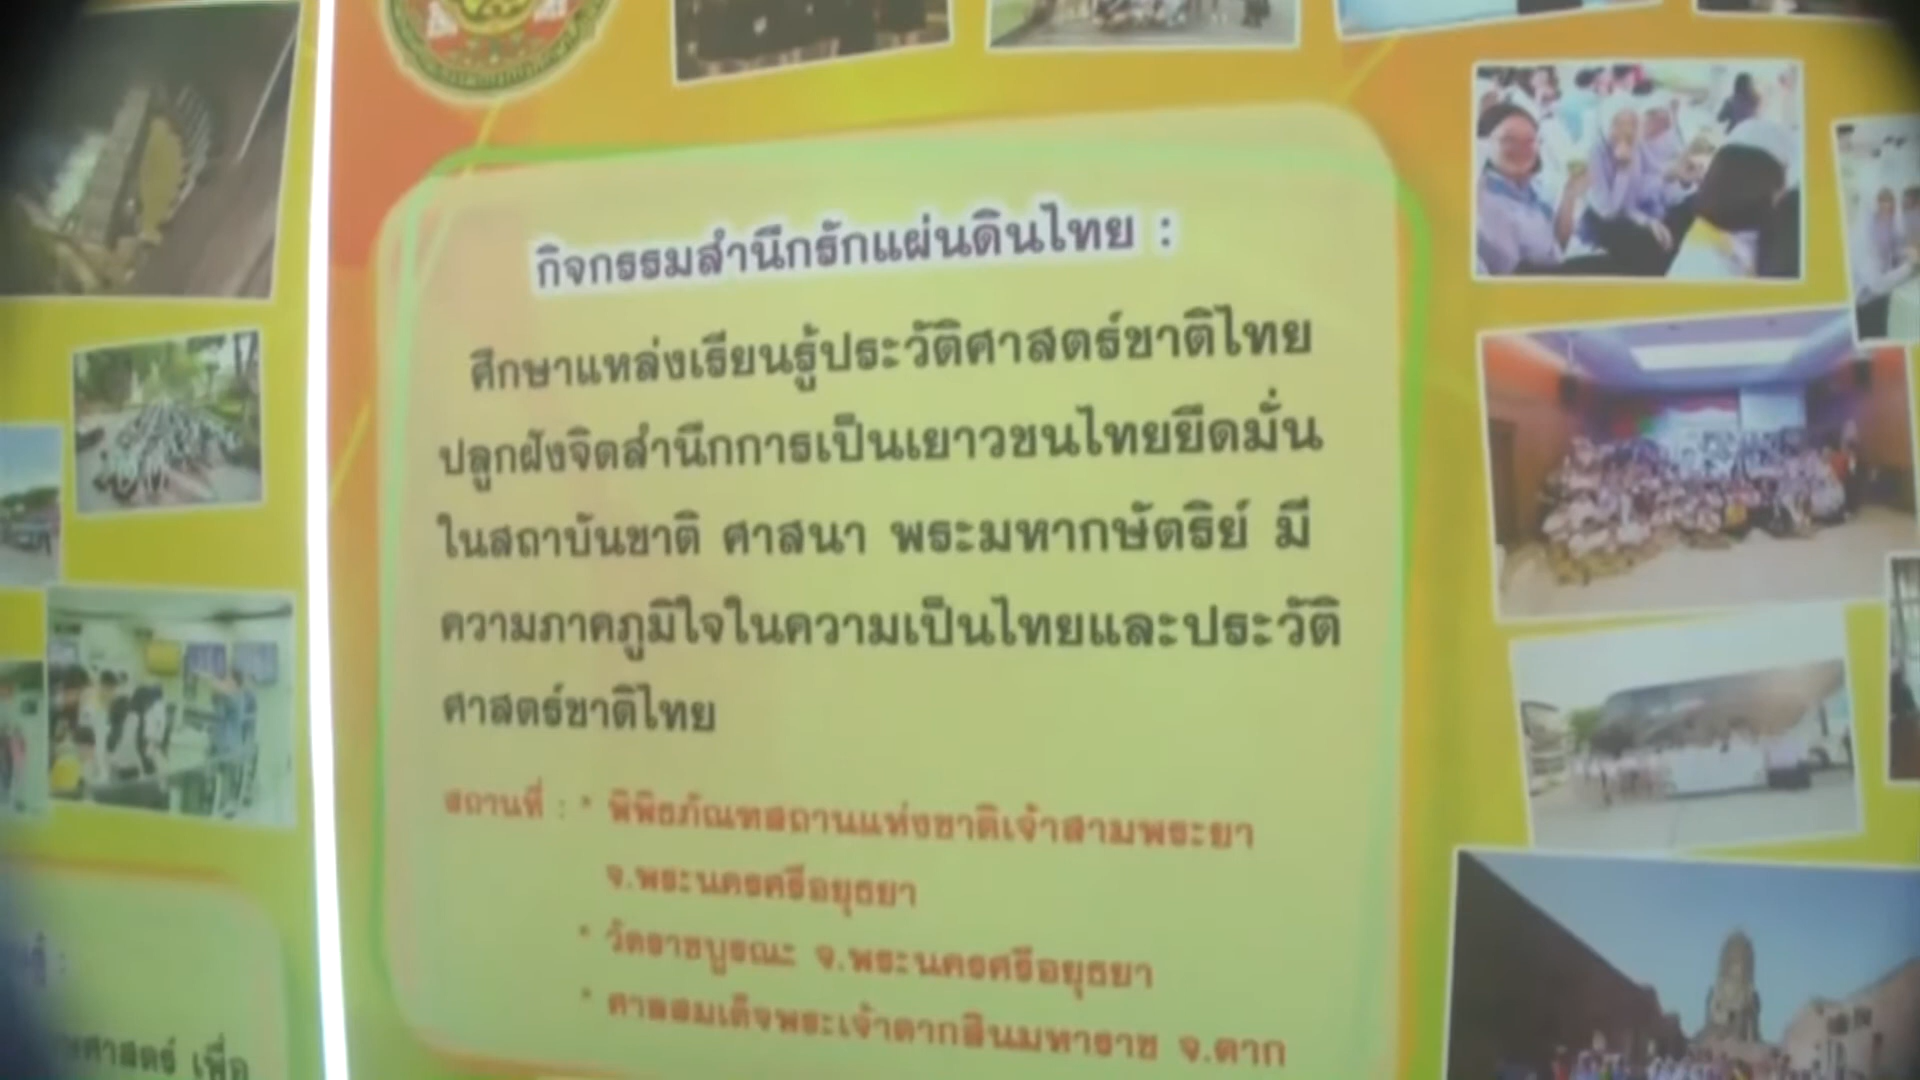 กิจกรรมสำนึกรักแผ่นดินไทย :
ศึกษาแหล่งเรียนรู้ประวัติศาสตร์ชาติไทย
ปลูกฝังจิตสำนึกการเป็นเยาวชนไทยยึดมั่น
ในสถาบันชาติ ศาสนา พระมหากษัตริย์ มี
ความภาคภูมิใจในความเป็นไทยและประวัติ
ศาสตร์ชาติไทย
สถานที่ : * พิพิธภัณฑสถานแห่งชาติเจ้าสามพระยา
จ.พระนครศรีอยุธยา
* วัดราชบูรณะ จ.พระนครศรีอยุธยา
* ศาลสมเด็จพระเจ้าตากสินมหาราช จ.ตาก
ศาสตร์ เพื่อ